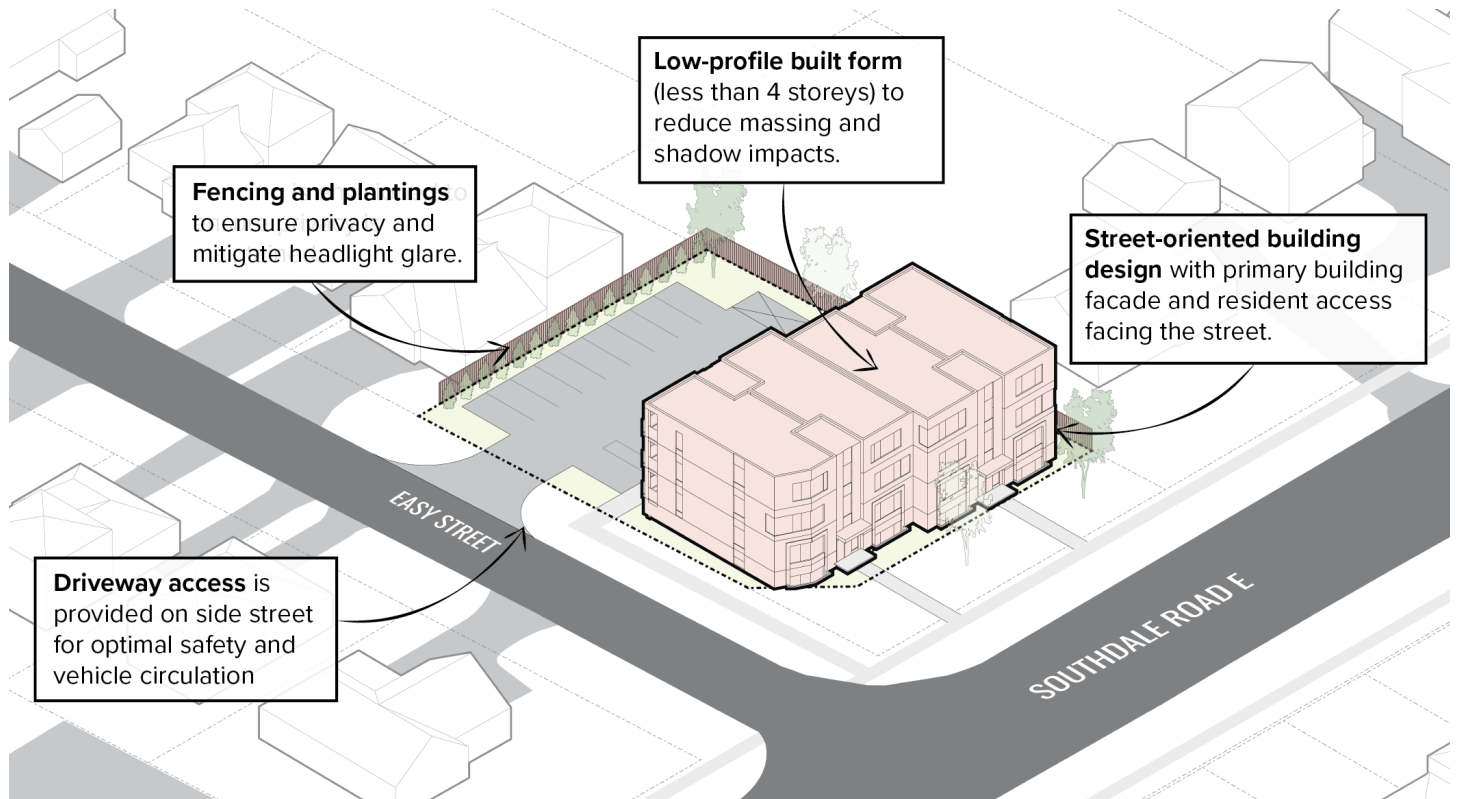 Low-profile built form
(less than 4 storeys) to
reduce massing and
shadow impacts.
Fencing and plantings
to ensure privacy and
mitigate headlight glare.
Street-oriented building
design with primary building
facade and resident access
facing the street.
Driveway access is
provided on side street
for optimal safety and
vehicle circulation
EASY STREET
SOUTHDALE ROAD E